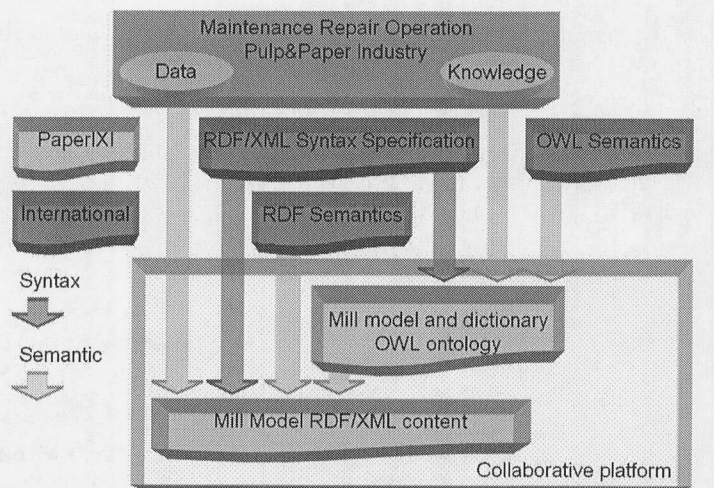 Maintenance Repair Operation
Pulp&Paper Industry
Data
Knowledge
PaperIXI
RDF/XML Syntax Specification
OWL Semantics
International
RDF Semantics
Syntax
Mill model and dictionary
OWL ontology
Semantic
Mill Model RDF/XML content
Collaborative platform